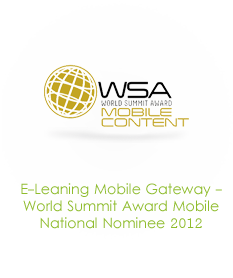 WSA
WORLD SUMMIT AWARD
MOBILE
CONTENT
E-Leaning Mobile Gateway –
World Summit Award Mobile
National Nominee 2012